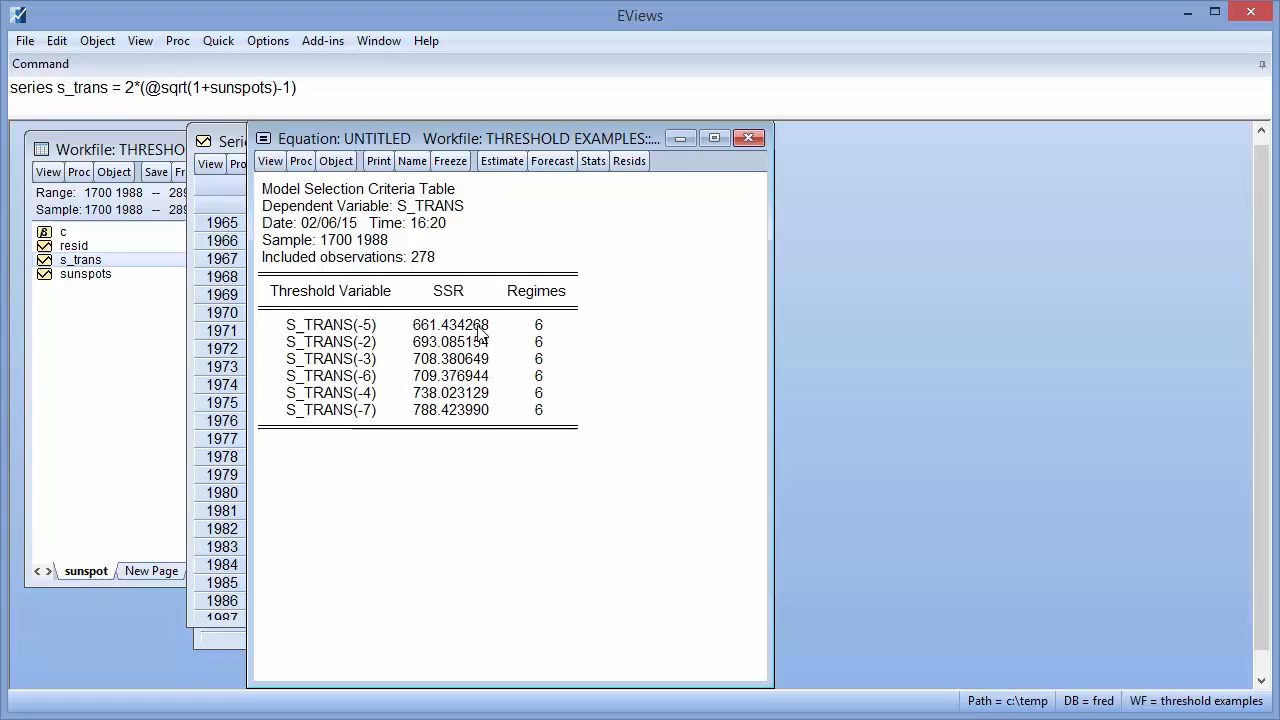 EViews
File Edit Object View Proc Quick Options Add-ins Window Help
Command
series s_trans = 2*(@sqrt(1+sunspots)-1)
Workfile: THRESHO
View Proc Object Save Fr
Range: 1700 1988 -- 289
Sample: 1700 1988 -- 289
c
resid
s_trans
sunspots
sunspot New Page
Serie
View Pro
1965
1966
1967
1968
1969
1970
1971
1972
1973
1974
1975
1976
1977
1978
1979
1980
1981
1982
1983
1984
1985
1986
1987
Equation: UNTITLED Workfile: THRESHOLD EXAMPLES::...
View Proc Object Print Name Freeze Estimate Forecast Stats Resids
Model Selection Criteria Table
Dependent Variable: S_TRANS
Date: 02/06/15 Time: 16:20
Sample: 1700 1988
Included observations: 278
Threshold Variable SSR Regimes
S_TRANS(-5) 661.434268 6
S_TRANS(-2) 693.085154 6
S_TRANS(-3) 708.380649 6
S_TRANS(-6) 709.376944 6
S_TRANS(-4) 738.023129 6
S_TRANS(-7) 788.423990 6
Path = c:\temp DB = fred WF = threshold examples